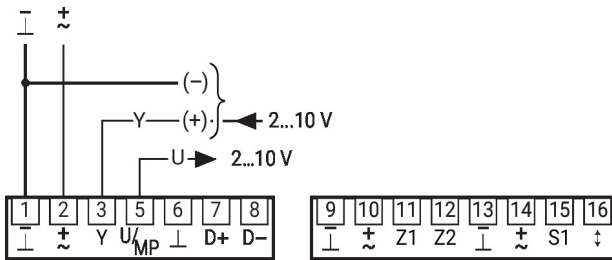 – +
⊥ ~
(–)
Y (+) 2...10 V
U 2...10 V
1 2 3 5 6 7 8 9 10 11 12 13 14 15 16
– + Y U/MP ⊥ D+ D– – + Z1 Z2 – + S1 ↕
⊥ ~ ⊥ ~ ⊥ ~